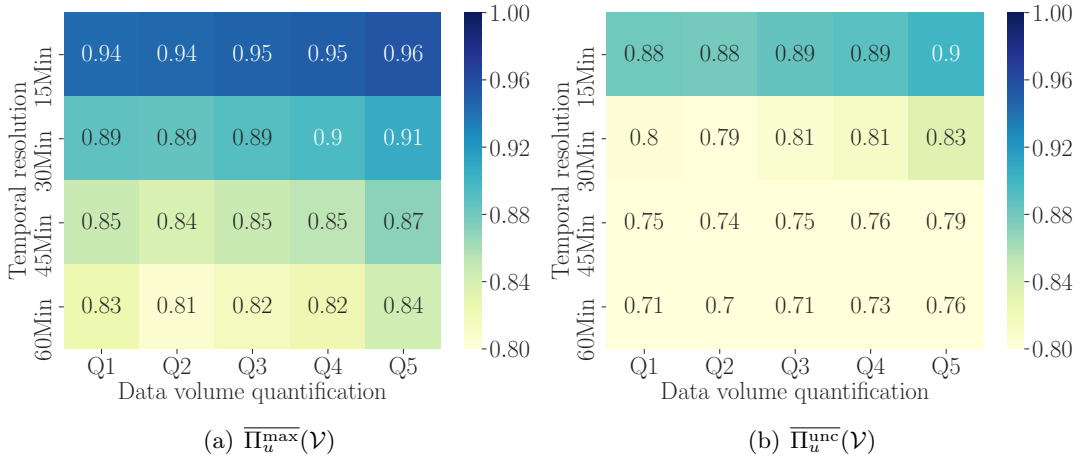 Temporal resolution
15Min
30Min
45Min
60Min
0.94 0.94 0.95 0.95 0.96
0.89 0.89 0.89 0.9 0.91
0.85 0.84 0.85 0.85 0.87
0.83 0.81 0.82 0.82 0.84
Q1 Q2 Q3 Q4 Q5
Data volume quantification
1.00
0.96
0.92
0.88
0.84
0.80
(a) $\overline{\Pi_u^{\max}}(\mathcal{V})$
Temporal resolution
15Min
30Min
45Min
60Min
0.88 0.88 0.89 0.89 0.9
0.8 0.79 0.81 0.81 0.83
0.75 0.74 0.75 0.76 0.79
0.71 0.7 0.71 0.73 0.76
Q1 Q2 Q3 Q4 Q5
Data volume quantification
1.00
0.96
0.92
0.88
0.84
0.80
(b) $\overline{\Pi_u^{\mathrm{unc}}}(\mathcal{V})$